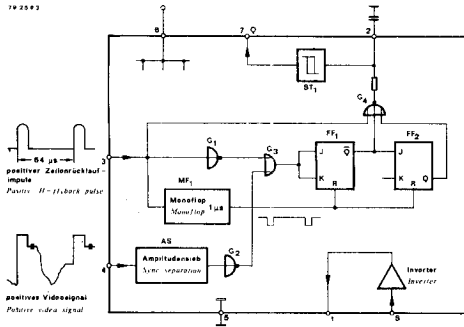 79 2583
6
7 Q
2
ST1
G4
FF1
FF2
G1
G3
J
Q̅
J
64 µs
3
K
K
Q
positiver Zeilenrücklauf-
impulse
Positive H-flyback pulse
MF1
Monoflop
Monoflop
1 µs
R
R
AS
Amplitudensieb
Sync separation
G2
4
Inverter
Inverter
positives Videosignal
Positive video signal
5
1
8